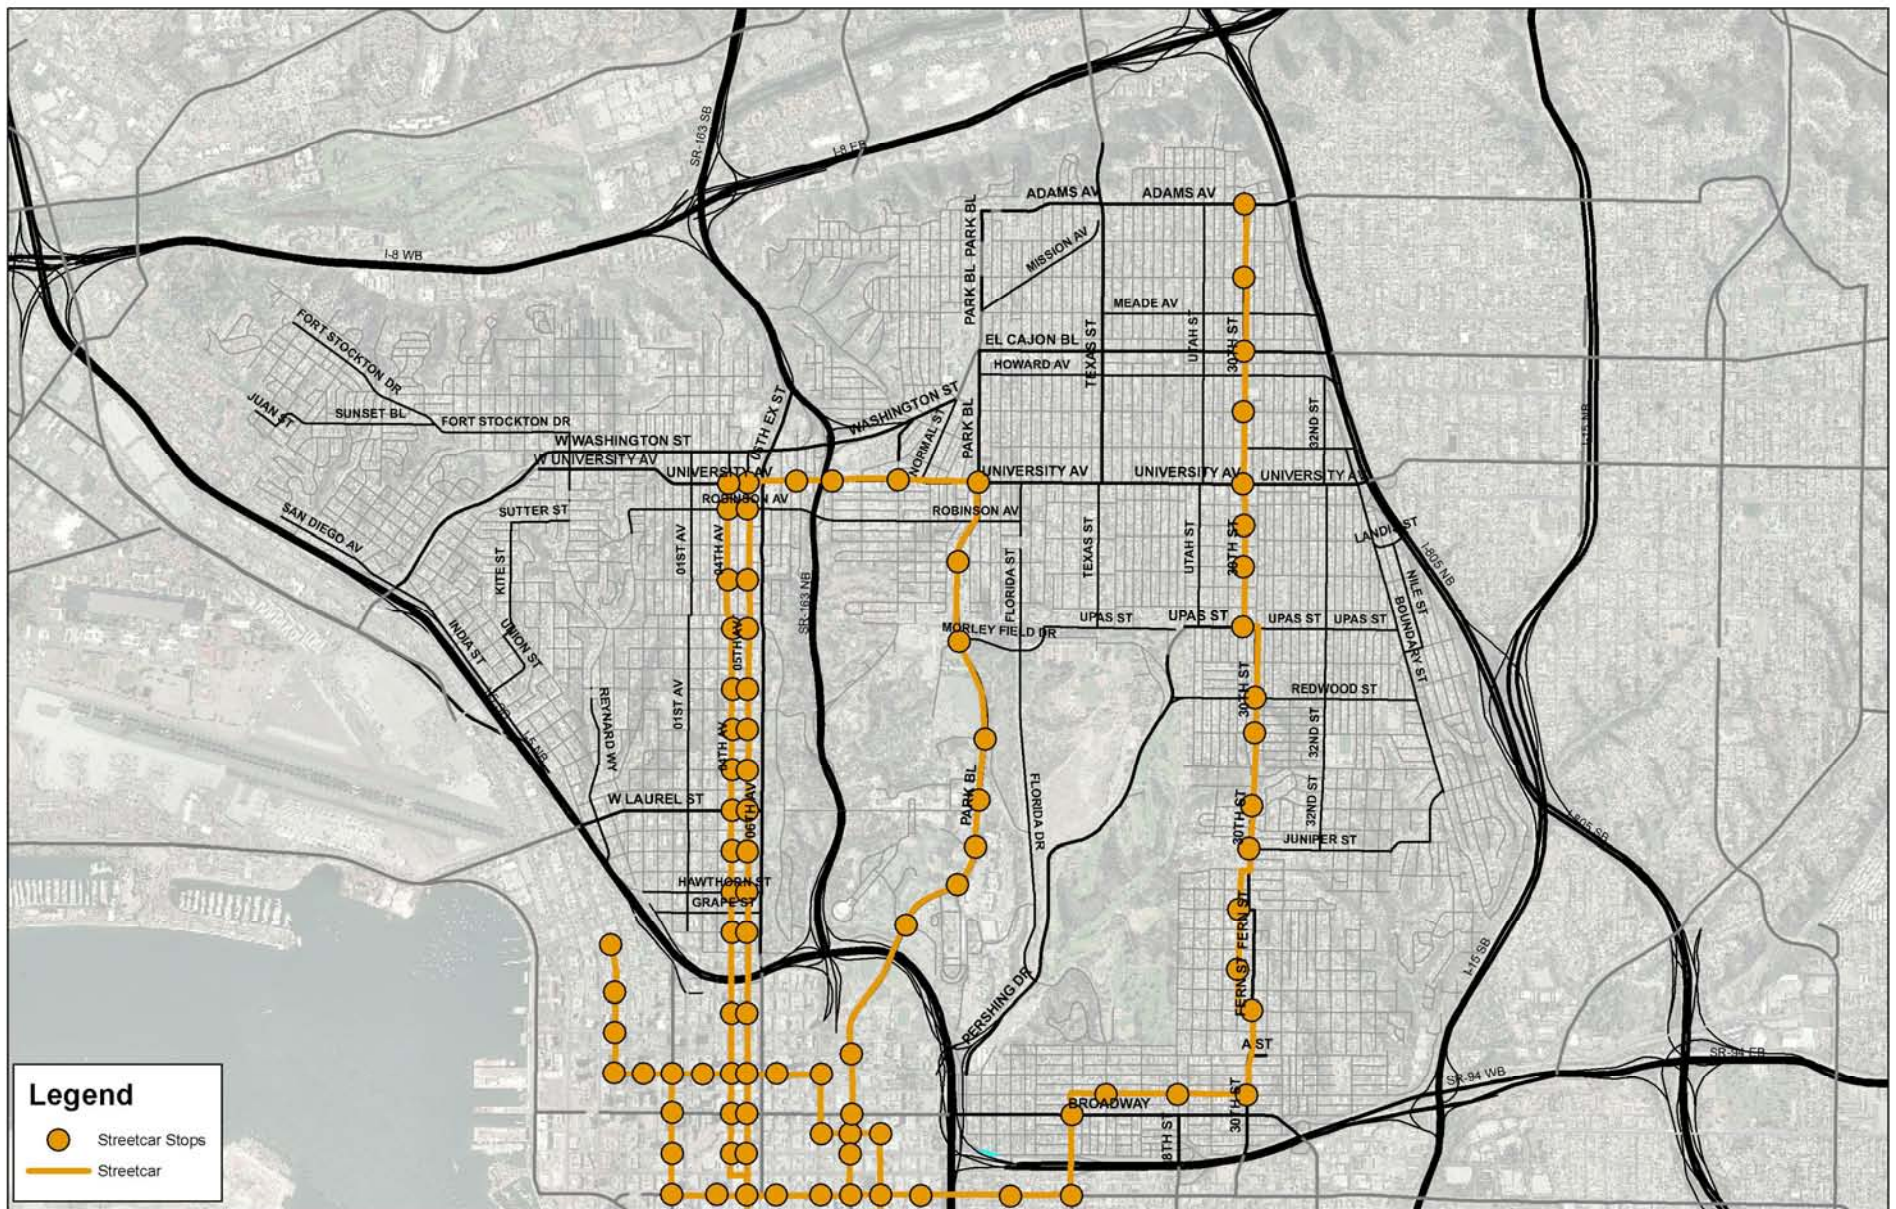 SR-163 SB
I-8 EB
ADAMS AV
ADAMS AV
PARK BL
MISSION AV
I-8 WB
PARK BL
MEADE AV
FORT STOCKTON DR
UTAH ST
30TH ST
TEXAS ST
EL CAJON BL
HOWARD AV
JUAN ST
SUNSET BL
FORT STOCKTON DR
05TH EX ST
WASHINGTON ST
NORMAL ST
PARK BL
32ND ST
I-15 NB
W WASHINGTON ST
W UNIVERSITY AV
UNIVERSITY AV
UNIVERSITY AV
UNIVERSITY AV
UNIVERSITY AV
ROBINSON AV
ROBINSON AV
SUTTER ST
SAN DIEGO AV
KITE ST
01ST AV
04TH AV
SR-163 NB
FLORIDA ST
TEXAS ST
UTAH ST
30TH ST
LANDIS ST
I-805 NB
NILE ST
BOUNDARY ST
INDIA ST
UNION ST
05TH AV
MORLEY FIELD DR
UPAS ST
UPAS ST
UPAS ST
UPAS ST
REYNARD WY
01ST AV
04TH AV
30TH ST
REDWOOD ST
32ND ST
I-5 NB
W LAUREL ST
06TH AV
PARK BL
FLORIDA DR
30TH ST
32ND ST
JUNIPER ST
I-805 SB
HAWTHORN ST
GRAPE ST
FERN ST
FERN ST
I-15 SB
PERSHING DR
A ST
SR-94 EB
SR-94 WB
BROADWAY
30TH ST
Legend
Streetcar Stops
Streetcar